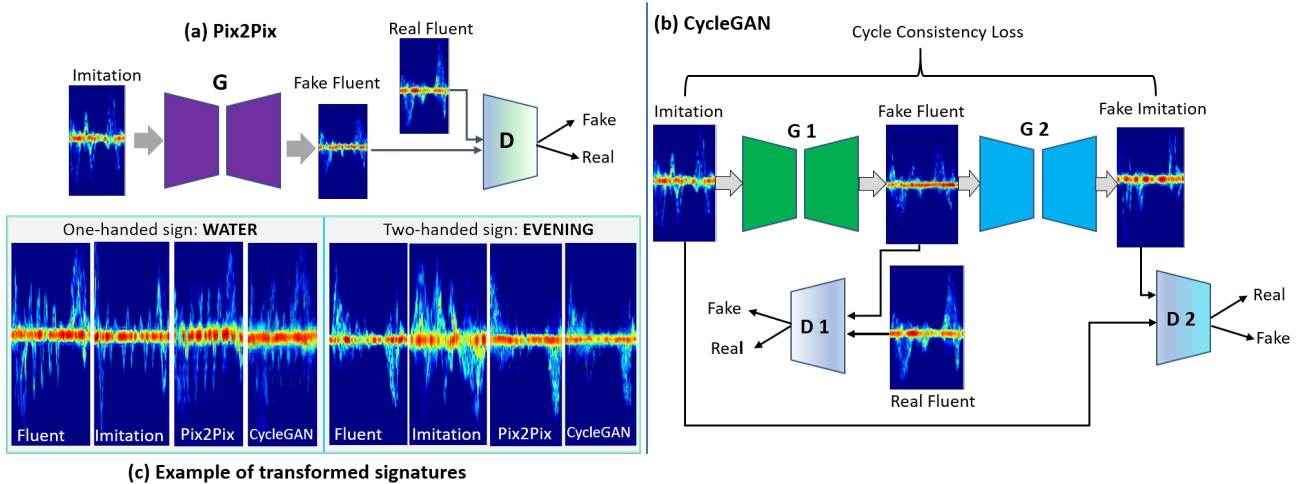 (a) Pix2Pix
Real Fluent
Imitation
G
Fake Fluent
D
Fake
Real
One-handed sign: WATER
Fluent
Imitation
Pix2Pix
CycleGAN
Two-handed sign: EVENING
Fluent
Imitation
Pix2Pix
CycleGAN
(c) Example of transformed signatures
(b) CycleGAN
Cycle Consistency Loss
Imitation
G 1
Fake Fluent
G 2
Fake Imitation
Fake
Real
D 1
Real Fluent
D 2
Real
Fake